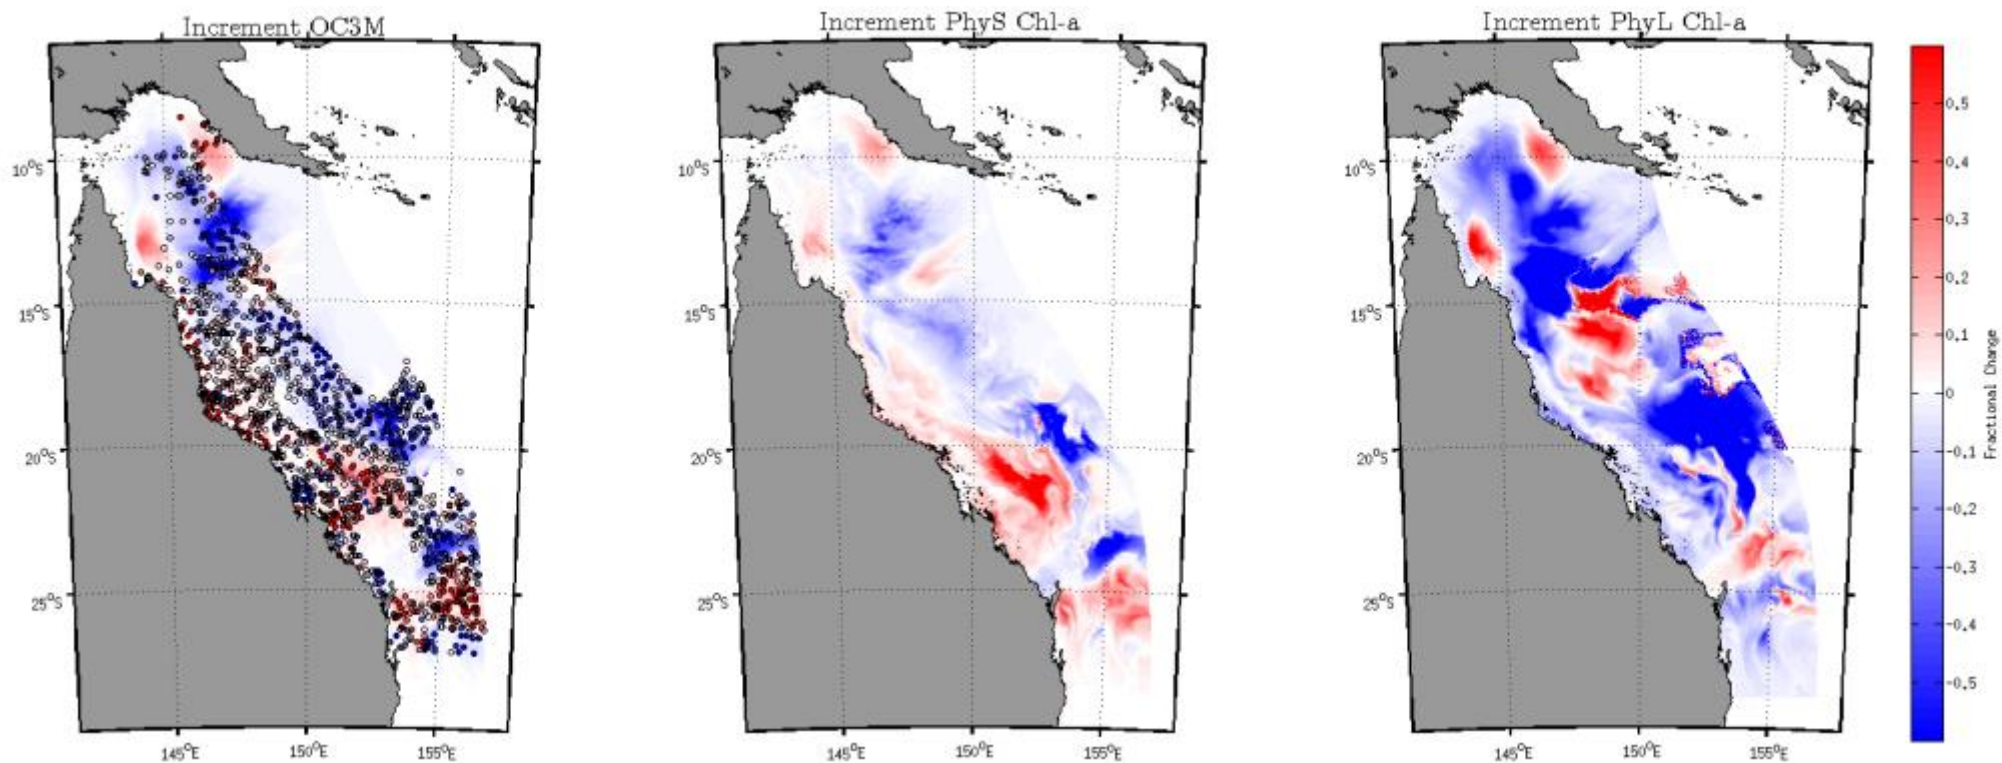 Increment OC3M
10°S
15°S
20°S
25°S
145°E 150°E 155°E
Increment PhyS Chl-a
10°S
15°S
20°S
25°S
145°E 150°E 155°E
Increment PhyL Chl-a
10°S
15°S
20°S
25°S
145°E 150°E 155°E
0.5
0.4
0.3
0.2
0.1
0
-0.1
-0.2
-0.3
-0.4
-0.5
Fractional Change